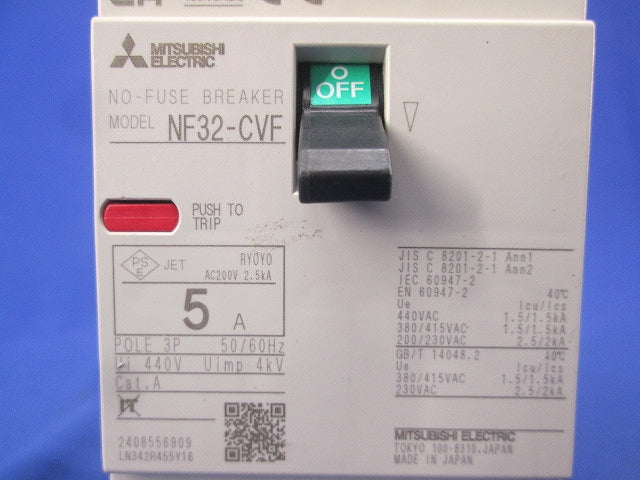 MITSUBISHI
ELECTRIC
OFF
NO-FUSE BREAKER
MODEL NF32-CVF
PUSH TO
TRIP
PS
E
JET
RYOYO
AC200V 2.5kA
5 A
POLE 3P 50/60Hz
Ui 440V Uimp 4kV
Cat.A
IT
2408556909
LN342R455Y16
JIS C 8201-2-1 Ann1
JIS C 8201-2-1 Ann2
IEC 60947-2
EN 60947-2 40℃
Ue Icu/Ics
440VAC 1.5/1.5kA
380/415VAC 1.5/1.5kA
200/230VAC 2.5/2kA
GB/T 14048.2 40℃
Ue Icu/Ics
380/415VAC 1.5/1.5kA
230VAC 2.5/2kA
MITSUBISHI ELECTRIC
TOKYO 100-8310,JAPAN
MADE IN JAPAN